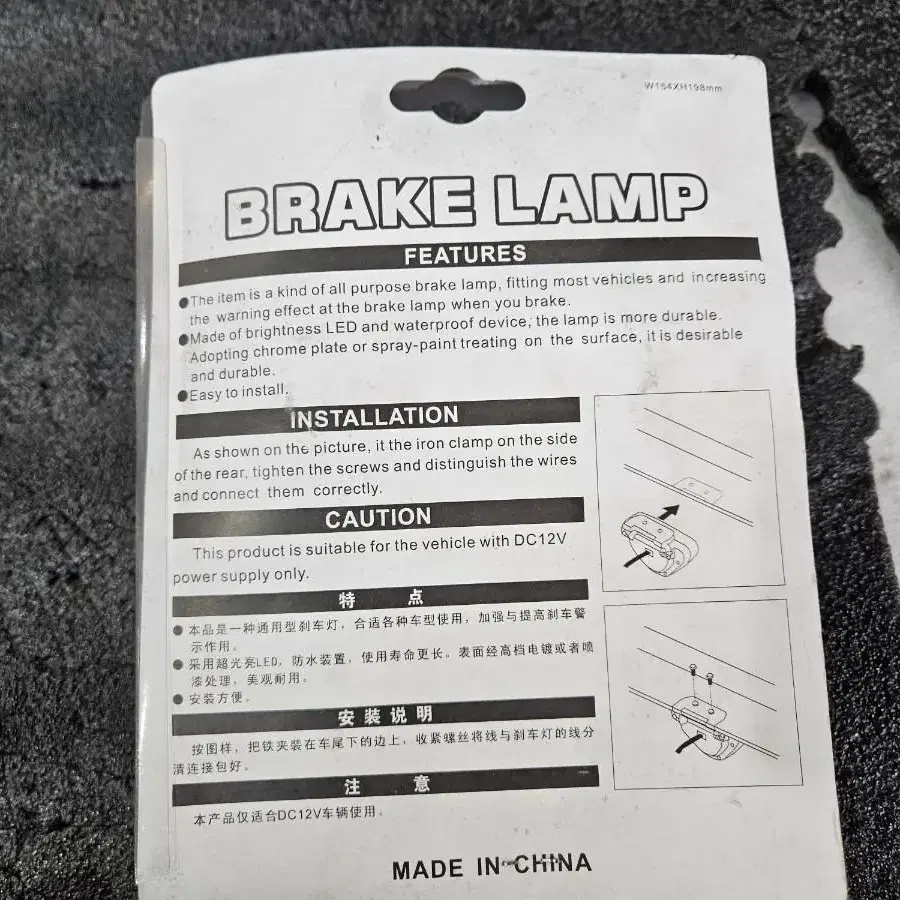 W164XH198mm
BRAKE LAMP
FEATURES
●The item is a kind of all purpose brake lamp, fitting most vehicles and increasing
the warning effect at the brake lamp when you brake.
●Made of brightness LED and waterproof device, the lamp is more durable.
Adopting chrome plate or spray-paint treating on the surface, it is desirable
and durable.
●Easy to install.
INSTALLATION
As shown on the picture, it the iron clamp on the side
of the rear, tighten the screws and distinguish the wires
and connect them correctly.
CAUTION
This product is suitable for the vehicle with DC12V
power supply only.
特 点
● 本品是一种通用型刹车灯，合适各种车型使用，加强与提高刹车警
示作用。
● 采用超光亮LED，防水装置，使用寿命更长。表面经高档电镀或者喷
漆处理，美观耐用。
● 安装方便。
安装说明
按图样，把铁夹装在车尾下的边上，收紧螺丝将线与刹车灯的线分
清连接包好。
注 意
本产品仅适合DC12V车辆使用。
MADE IN CHINA